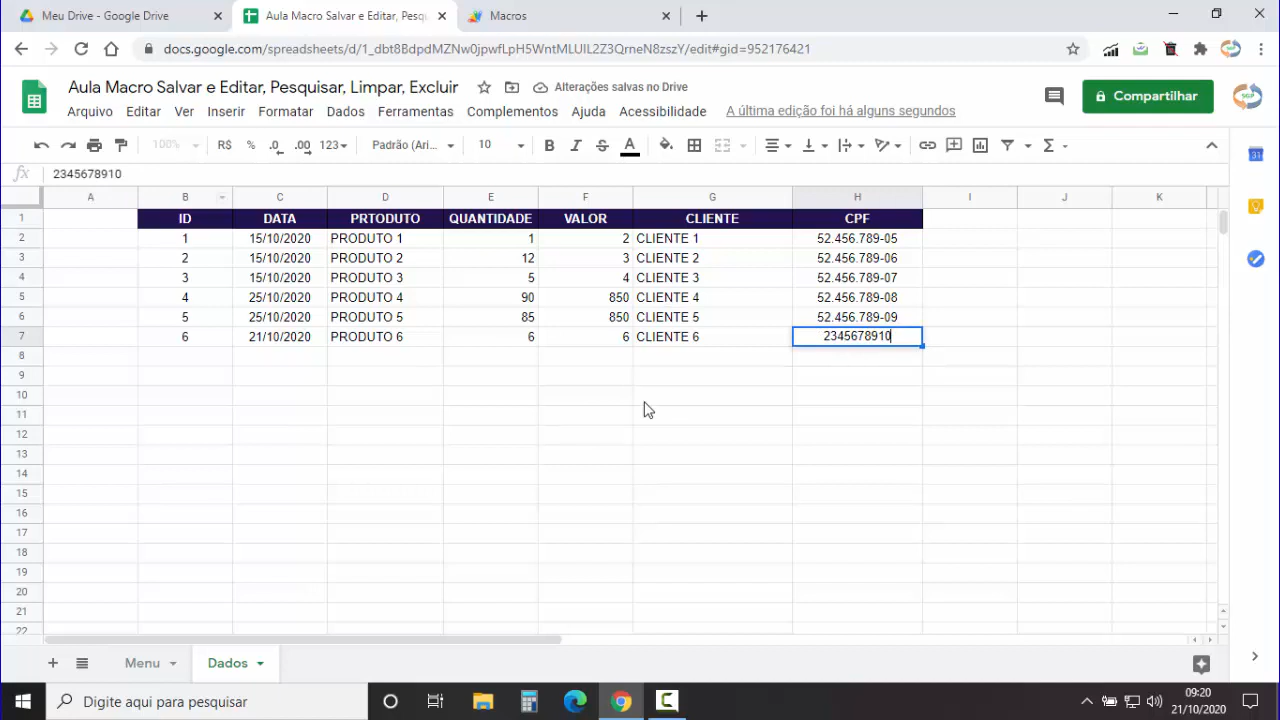 Meu Drive - Google Drive
Aula Macro Salvar e Editar, Pesqu
Macros
docs.google.com/spreadsheets/d/1_dbt8BdpdMZNw0jpwfLpH5WntMLUIL2Z3QrneN8zszY/edit#gid=952176421
Aula Macro Salvar e Editar, Pesquisar, Limpar, Excluir
Alterações salvas no Drive
Arquivo Editar Ver Inserir Formatar Dados Ferramentas Complementos Ajuda Acessibilidade A última edição foi há alguns segundos
Compartilhar
100% R$ % .0 .00 123 Padrão (Ari... 10 B I S A Σ
fx 2345678910
A B C D E F G H I J K
1 ID DATA PRTODUTO QUANTIDADE VALOR CLIENTE CPF
2 1 15/10/2020 PRODUTO 1 1 2 CLIENTE 1 52.456.789-05
3 2 15/10/2020 PRODUTO 2 12 3 CLIENTE 2 52.456.789-06
4 3 15/10/2020 PRODUTO 3 5 4 CLIENTE 3 52.456.789-07
5 4 25/10/2020 PRODUTO 4 90 850 CLIENTE 4 52.456.789-08
6 5 25/10/2020 PRODUTO 5 85 850 CLIENTE 5 52.456.789-09
7 6 21/10/2020 PRODUTO 6 6 6 CLIENTE 6 2345678910
8
9
10
11
12
13
14
15
16
17
18
19
20
21
22
Menu Dados
Digite aqui para pesquisar
09:20
21/10/2020